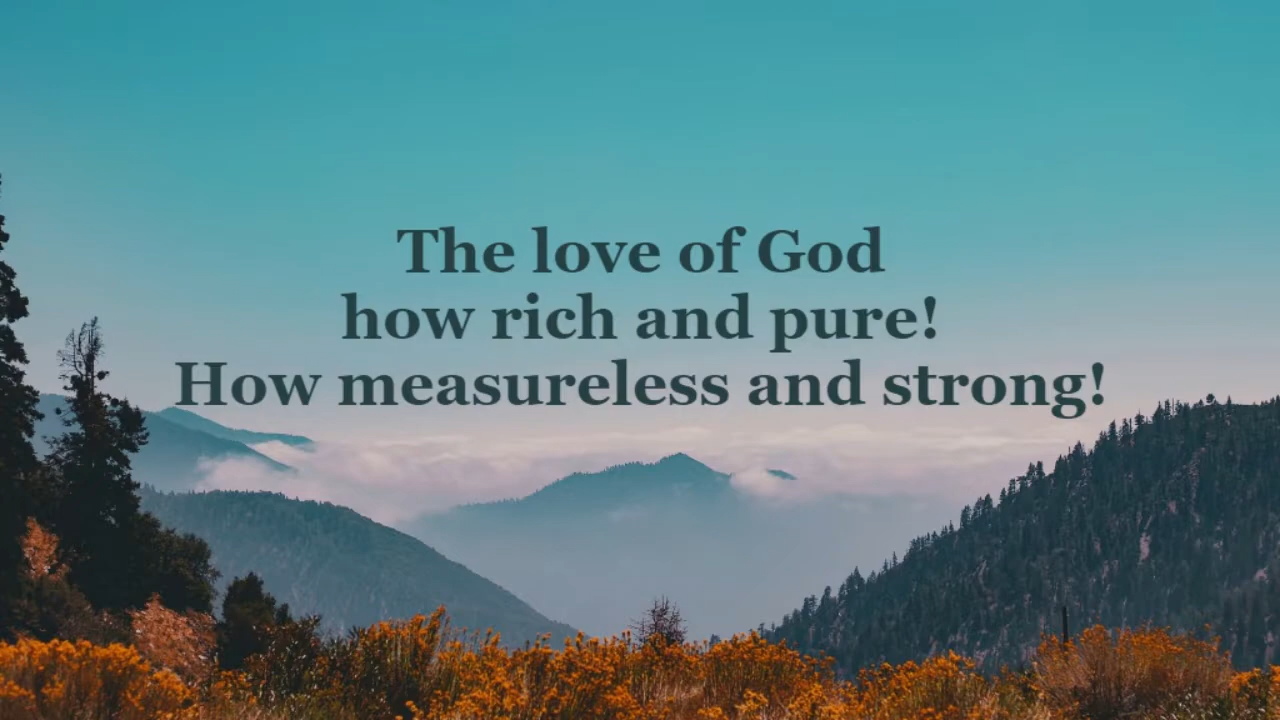 The love of God
how rich and pure!
How measureless and strong!